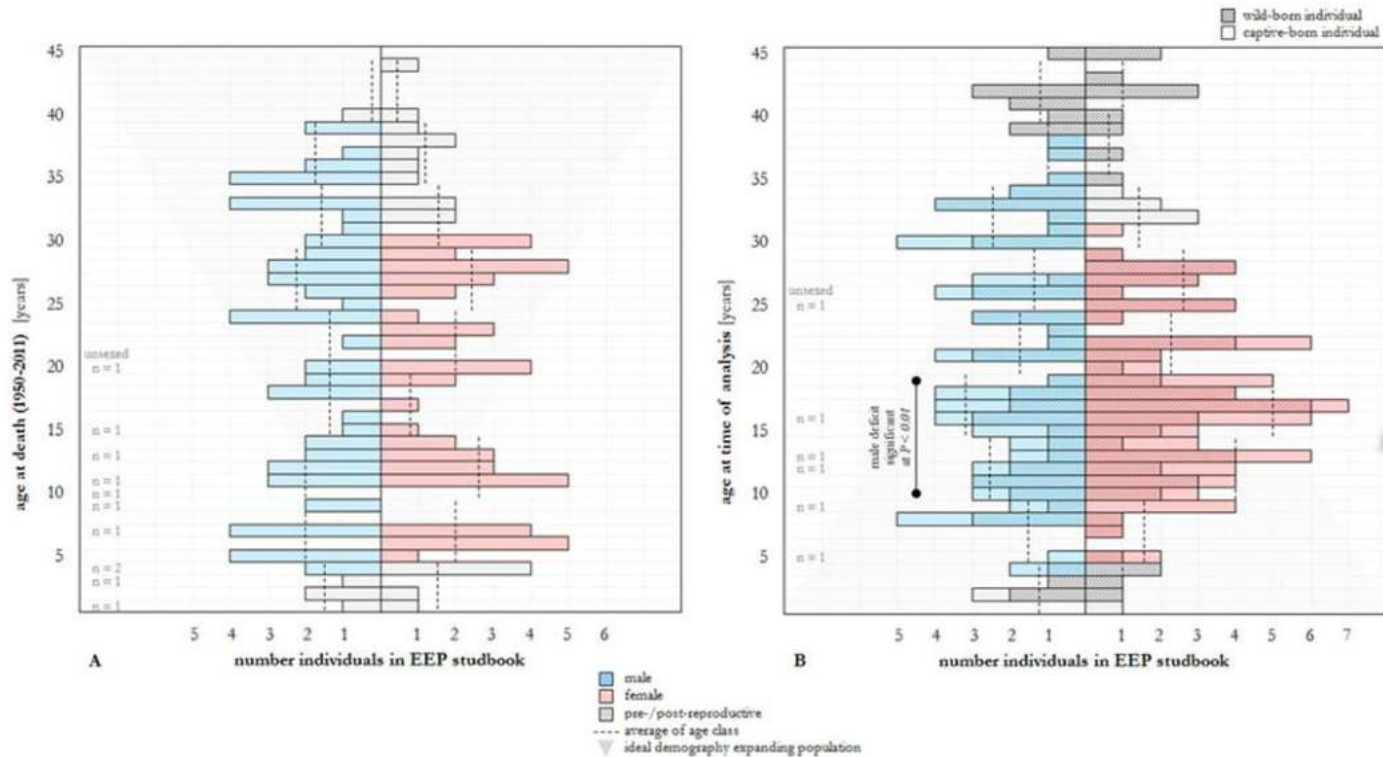 wild-born individual
captive-born individual
45
40
35
30
25
20
15
10
5
age at death (1950-2011) [years]
unsexed
n = 1
n = 1
n = 1
n = 1
n = 1
n = 1
n = 1
n = 2
n = 1
n = 1
5 4 3 2 1 1 2 3 4 5 6
A
number individuals in EEP studbook
45
40
35
30
25
20
15
10
5
age at time of analysis [years]
unsexed
n = 1
n = 1
n = 1
n = 1
n = 1
n = 1
male deficit
significant
at P < 0.01
5 4 3 2 1 1 2 3 4 5 6 7
B
number individuals in EEP studbook
male
female
pre-/post-reproductive
average of age class
ideal demography expanding population